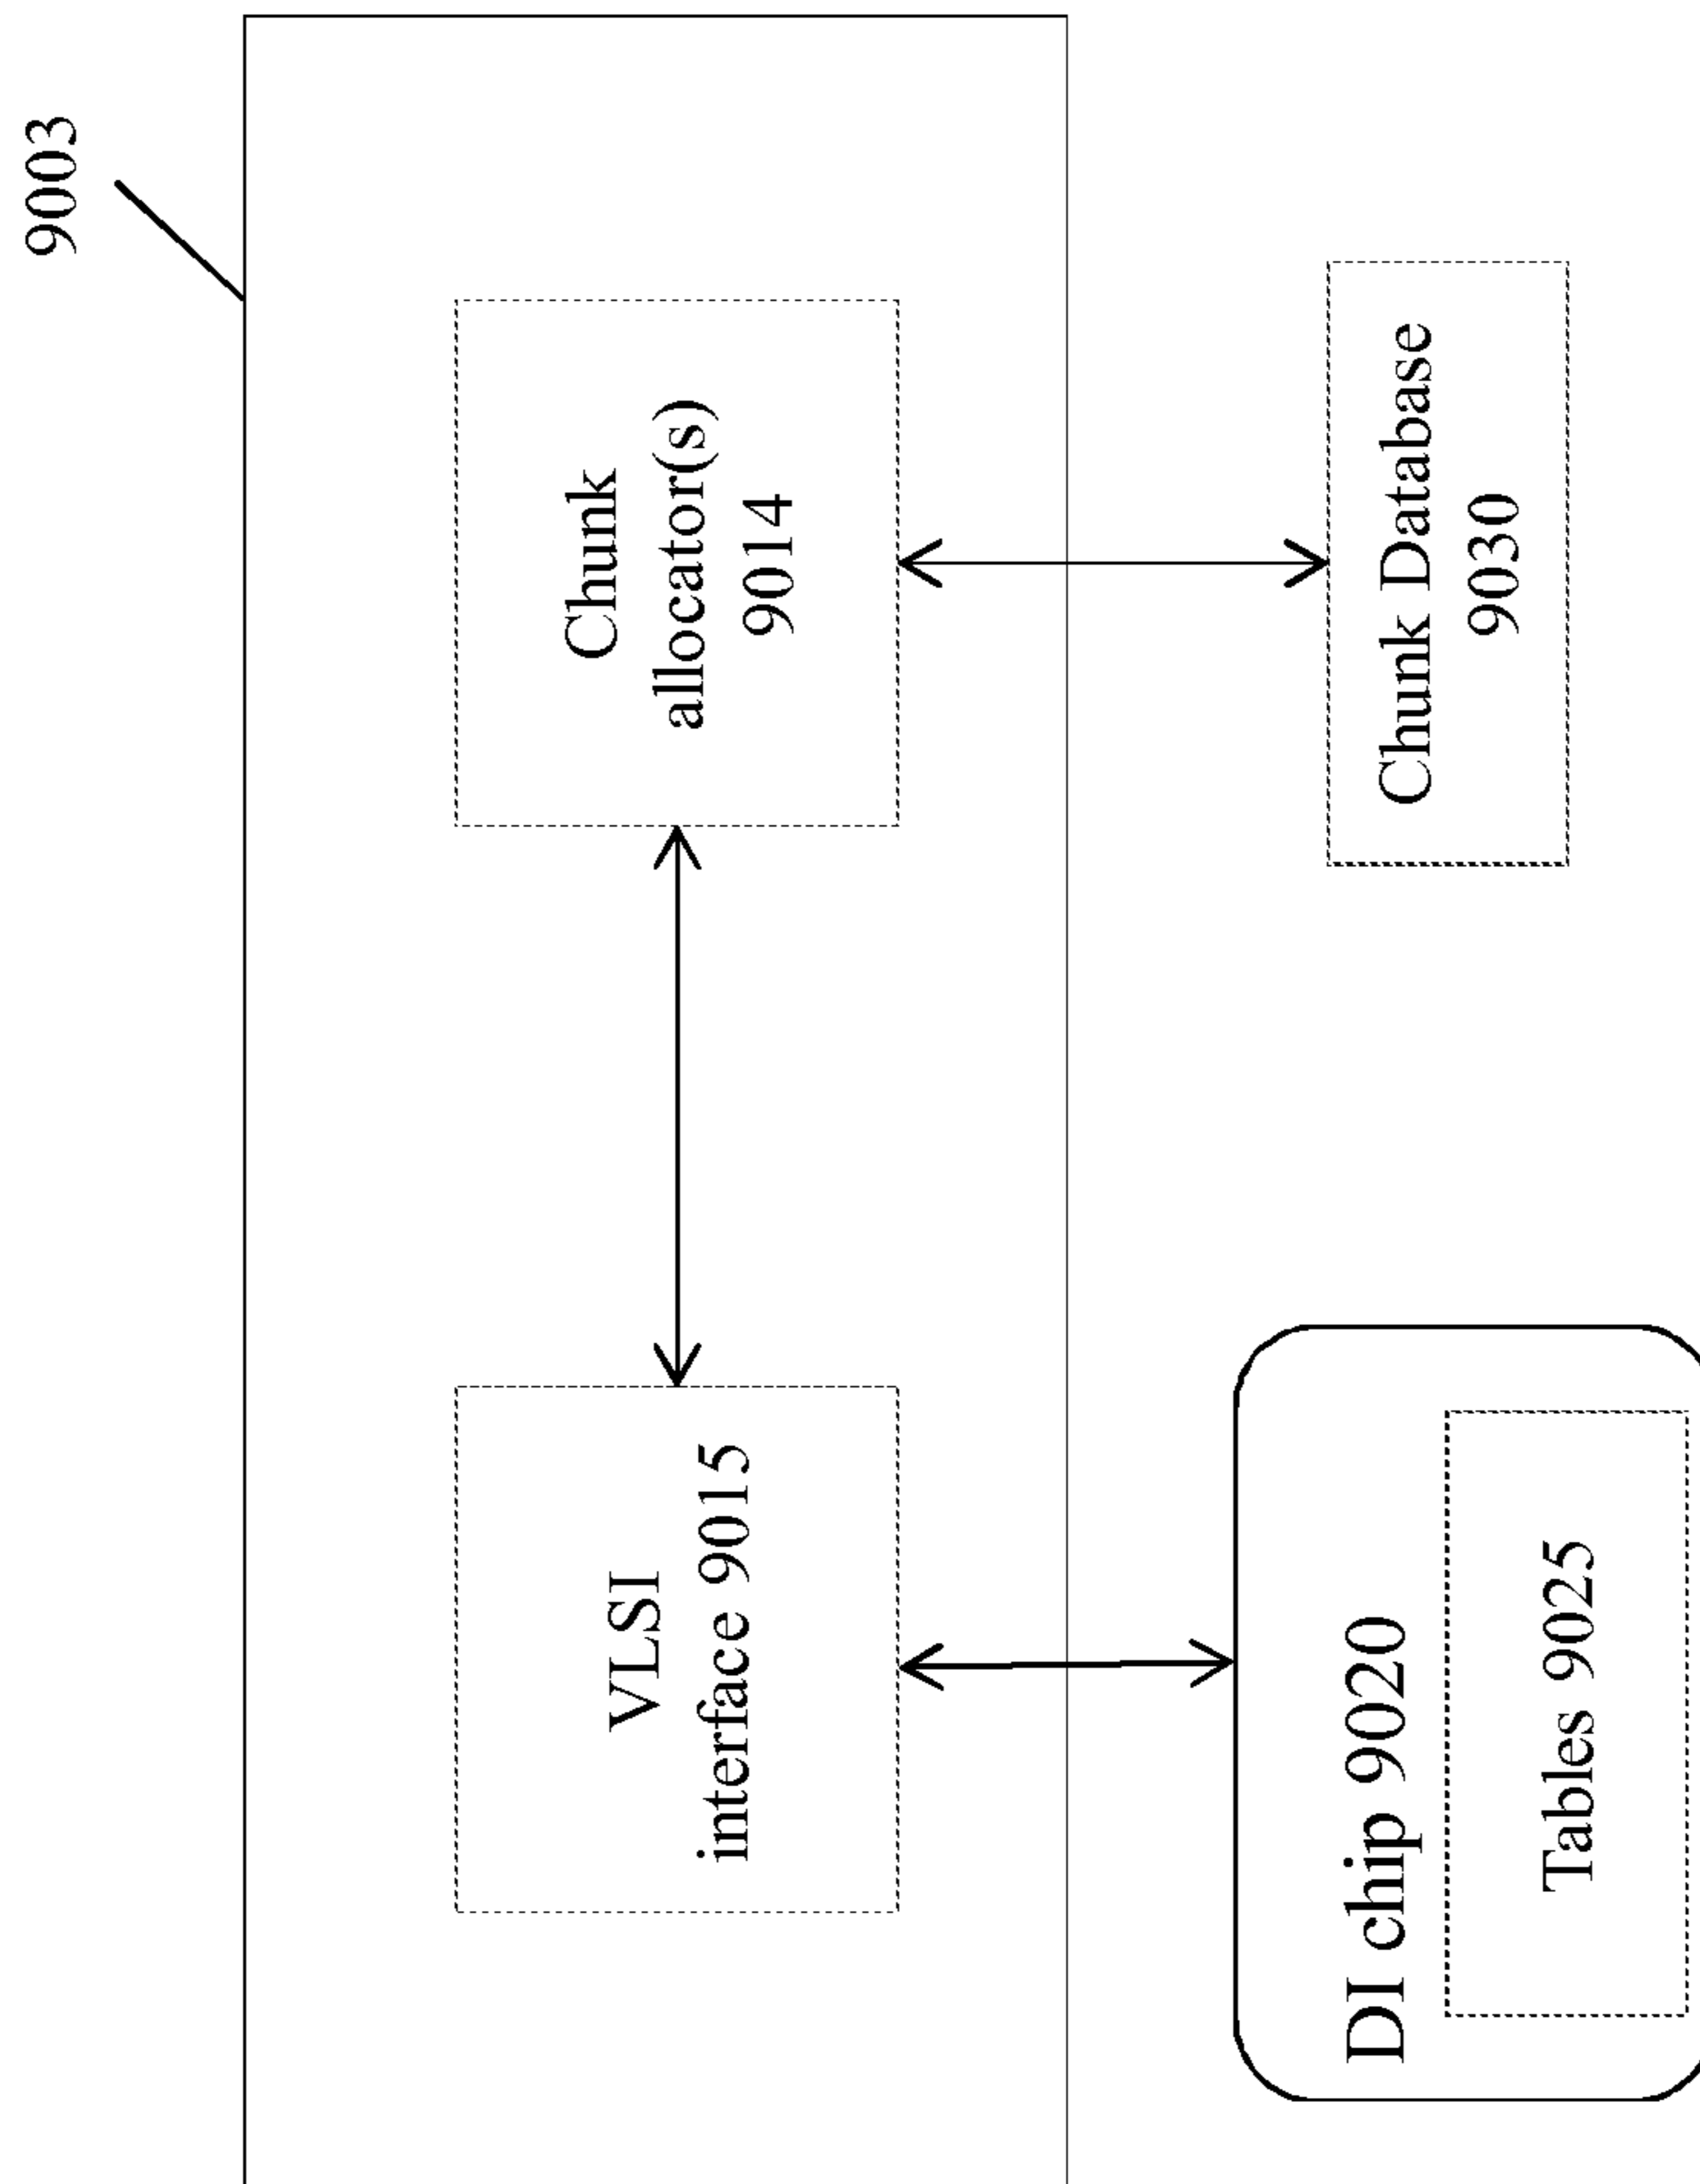 9003
VLSI
interface 9015
Chunk
allocator(s)
9014
DI chip 9020
Tables 9025
Chunk Database
9030